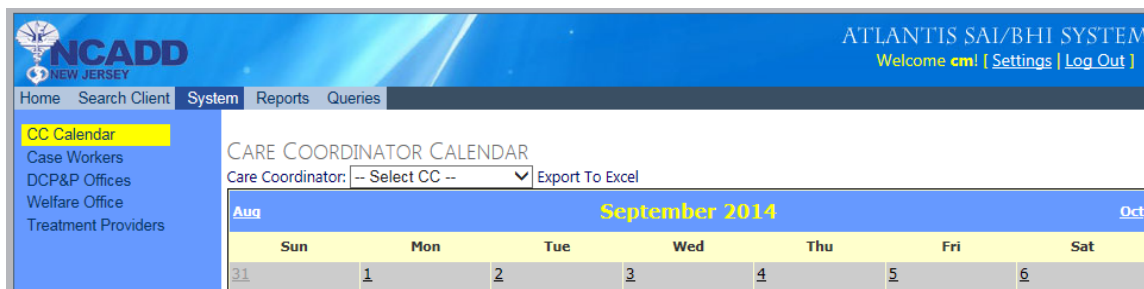 NCADD
NEW JERSEY
ATLANTIS SAI/BHI SYSTEM
Welcome cm! [ Settings | Log Out ]
Home Search Client System Reports Queries
CC Calendar
Case Workers
DCP&P Offices
Welfare Office
Treatment Providers
CARE COORDINATOR CALENDAR
Care Coordinator: -- Select CC -- Export To Excel
Aug September 2014 Oct
Sun Mon Tue Wed Thu Fri Sat
31 1 2 3 4 5 6